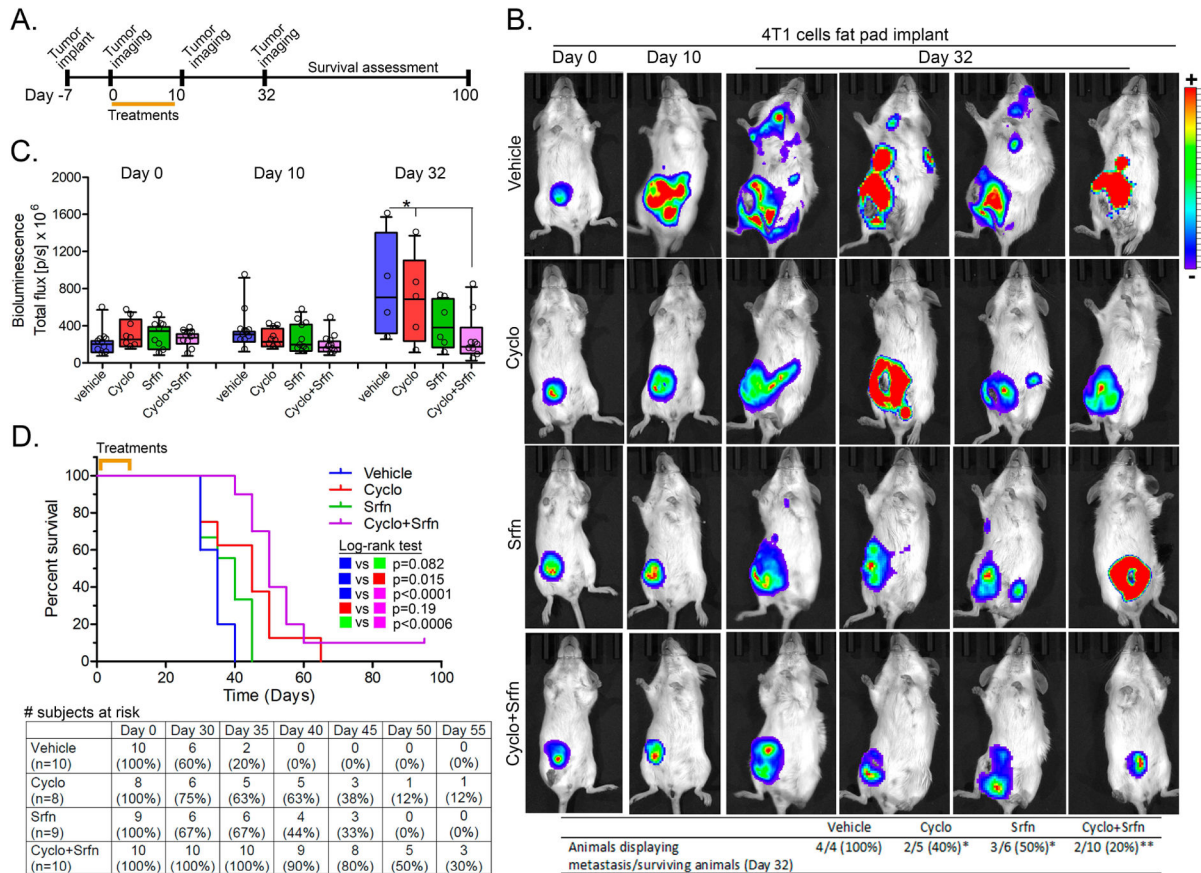 A.
Tumor implant
Tumor imaging
Tumor imaging
Tumor imaging
Survival assessment
Day -7 0 10 32 100
Treatments
B.
4T1 cells fat pad implant
Day 0 Day 10 Day 32
Vehicle
Cyclo
Srfn
Cyclo+Srfn
+
-
Vehicle Cyclo Srfn Cyclo+Srfn
Animals displaying 4/4 (100%) 2/5 (40%)* 3/6 (50%)* 2/10 (20%)**
metastasis/surviving animals (Day 32)
C.
Day 0 Day 10 Day 32
Bioluminescence
Total flux [p/s] x 10⁶
2000
1600
1200
800
400
0
*
vehicle Cyclo Srfn Cyclo+Srfn vehicle Cyclo Srfn Cyclo+Srfn vehicle Cyclo Srfn Cyclo+Srfn
D.
Treatments
Percent survival
100
80
60
40
20
0
0 20 40 60 80 100
Time (Days)
Vehicle
Cyclo
Srfn
Cyclo+Srfn
Log-rank test
vs p=0.082
vs p=0.015
vs p<0.0001
vs p=0.19
vs p<0.0006
# subjects at risk
Day 0 Day 30 Day 35 Day 40 Day 45 Day 50 Day 55
Vehicle 10 6 2 0 0 0 0
(n=10) (100%) (60%) (20%) (0%) (0%) (0%) (0%)
Cyclo 8 6 5 5 3 1 1
(n=8) (100%) (75%) (63%) (63%) (38%) (12%) (12%)
Srfn 9 6 6 4 3 0 0
(n=9) (100%) (67%) (67%) (44%) (33%) (0%) (0%)
Cyclo+Srfn 10 10 10 9 8 5 3
(n=10) (100%) (100%) (100%) (90%) (80%) (50%) (30%)